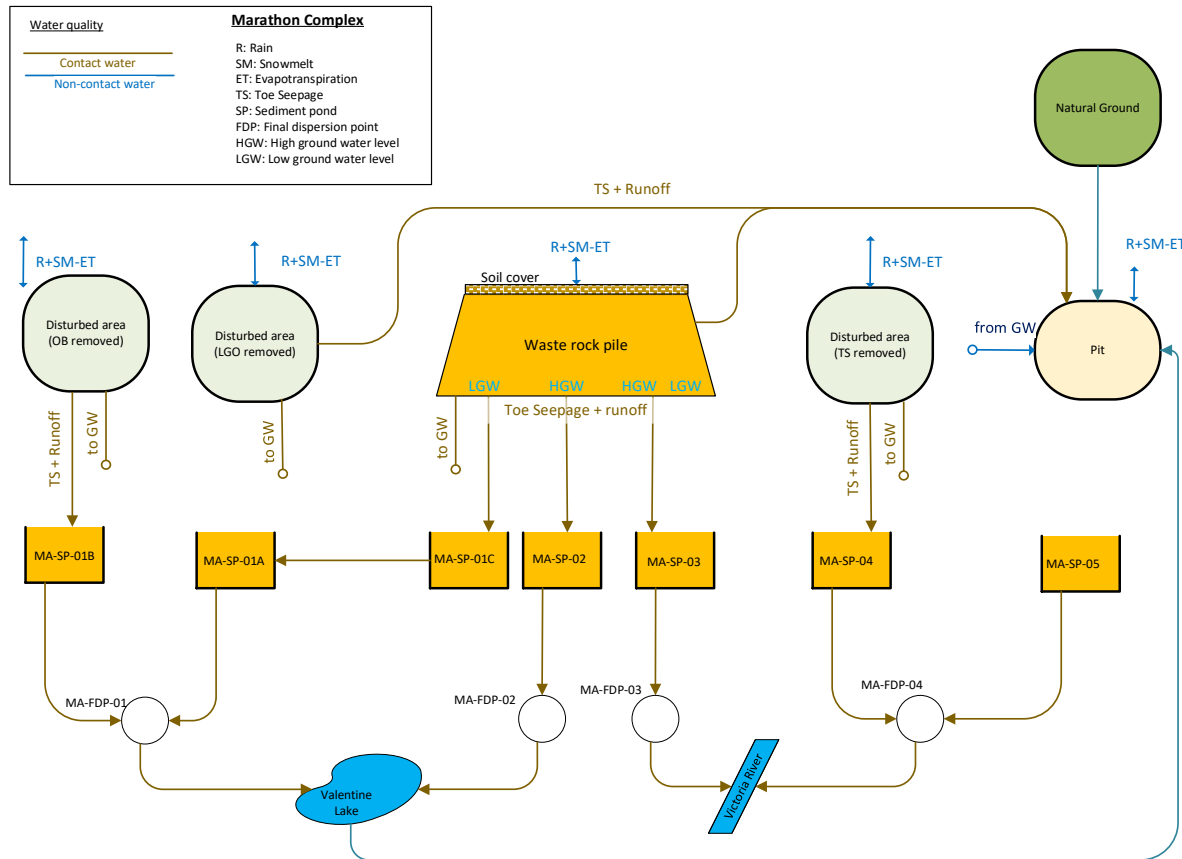 Water quality
Contact water
Non-contact water
Marathon Complex
R: Rain
SM: Snowmelt
ET: Evapotranspiration
TS: Toe Seepage
SP: Sediment pond
FDP: Final dispersion point
HGW: High ground water level
LGW: Low ground water level
Natural Ground
TS + Runoff
R+SM-ET
R+SM-ET
R+SM-ET
R+SM-ET
R+SM-ET
Soil cover
Disturbed area
(OB removed)
Disturbed area
(LGO removed)
Waste rock pile
Disturbed area
(TS removed)
from GW
Pit
LGW
HGW
HGW
LGW
Toe Seepage + runoff
TS + Runoff
to GW
to GW
to GW
TS + Runoff
to GW
MA-SP-01B
MA-SP-01A
MA-SP-01C
MA-SP-02
MA-SP-03
MA-SP-04
MA-SP-05
MA-FDP-01
MA-FDP-02
MA-FDP-03
MA-FDP-04
Valentine
Lake
Victoria River